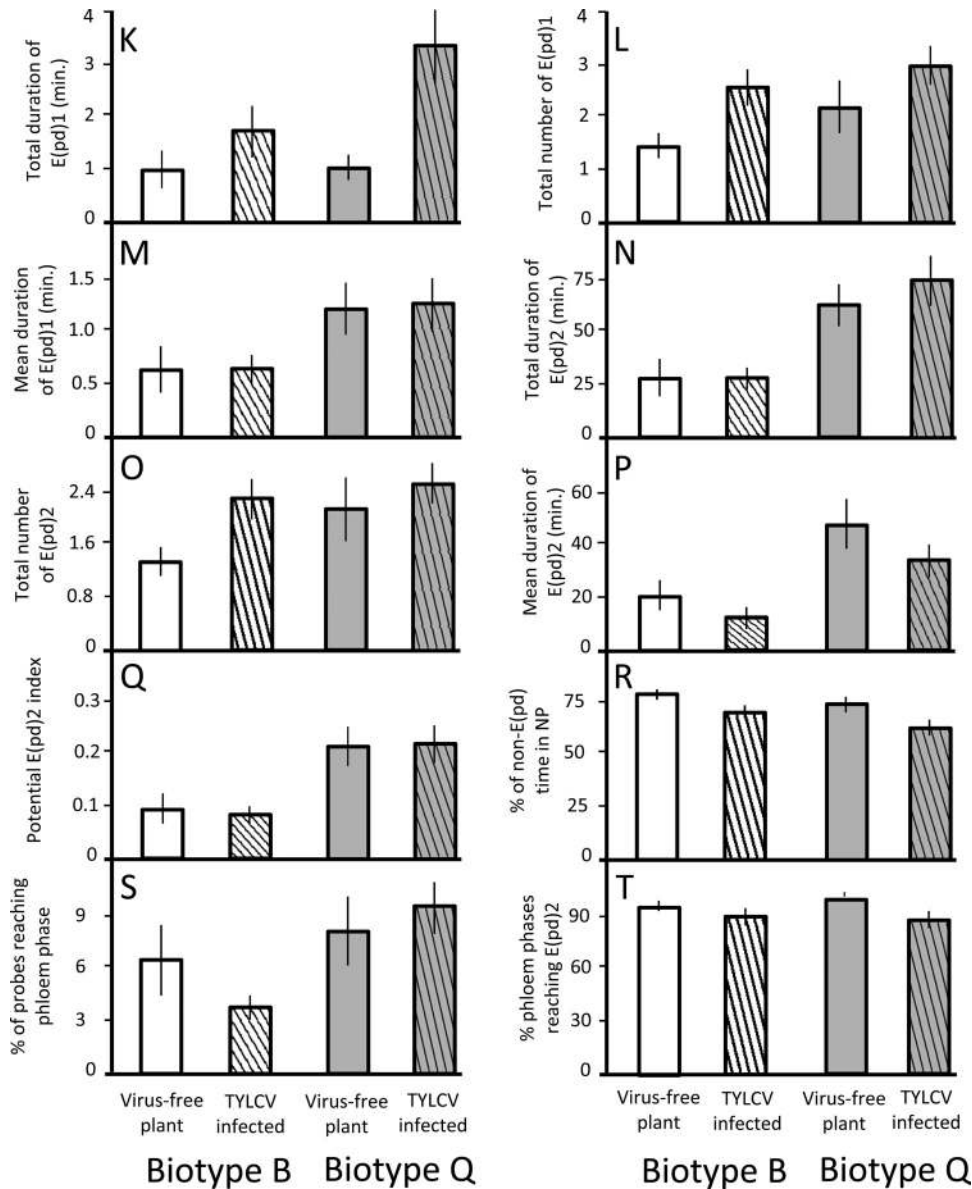 K
Total duration of
E(pd)1 (min.)
4
3
2
1
0
L
Total number of E(pd)1
4
3
2
1
0
M
Mean duration
of E(pd)1 (min.)
1.5
1.0
0.5
0
N
Total duration of
E(pd)2 (min.)
75
50
25
0
O
Total number
of E(pd)2
2.4
1.6
0.8
0
P
Mean duration of
E(pd)2 (min.)
60
40
20
0
Q
Potential E(pd)2 index
0.3
0.2
0.1
0
R
% of non-E(pd)
time in NP
75
50
25
0
S
% of probes reaching
phloem phase
9
6
3
0
T
% phloem phases
reaching E(pd)2
90
60
30
0
Virus-free
plant
TYLCV
infected
Virus-free
plant
TYLCV
infected
Biotype B
Biotype Q
Virus-free
plant
TYLCV
infected
Virus-free
plant
TYLCV
infected
Biotype B
Biotype Q